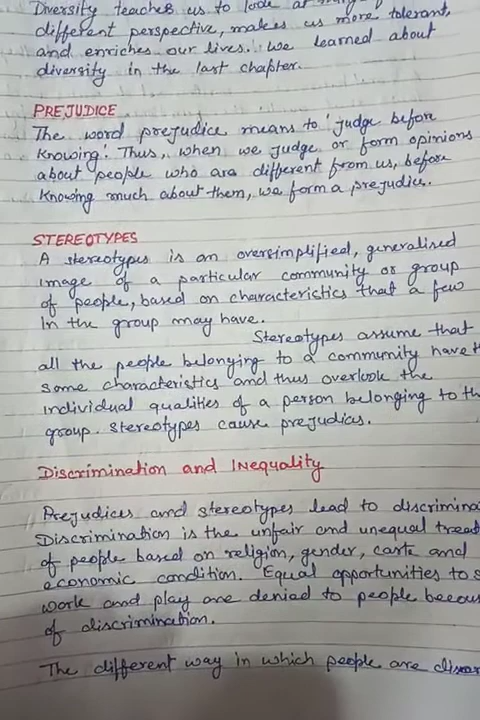 Diversity teaches us to look at
different perspective, makes us more tolerant,
and enriches our lives. We learned about
diversity in the last chapter.
PREJUDICE
The word prejudice means to 'judge before
knowing'. Thus, when we judge or form opinions
about people who are different from us, before
knowing much about them, we form a prejudice.
STEREOTYPES
A stereotypes is an oversimplified, generalised
image of a particular community or group
of people, based on characteristics that a few
in the group may have.
Stereotypes assume that
all the people belonging to a community have
same characteristics and thus overlook the
individual qualities of a person belonging to th
group. Stereotypes cause prejudices.
Discrimination and INequality
Prejudices and stereotypes lead to discrimina
Discrimination is the unfair and unequal treat
of people based on religion, gender, caste and
economic condition. Equal opportunities to s
work and play are denied to people becau
of discrimination.
The different way in which people are discr